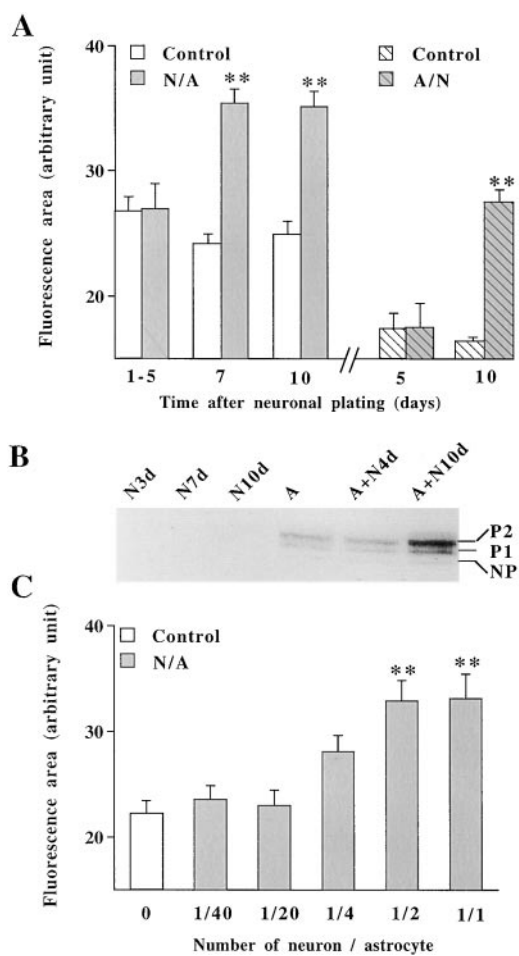 A
Fluorescence area (arbitrary unit)
40
30
20
Control
N/A
Control
A/N
**
**
**
1-5
7
10
5
10
Time after neuronal plating (days)
B
N3d
N7d
N10d
A
A+N4d
A+N10d
P2
P1
NP
C
Fluorescence area (arbitrary unit)
40
30
20
Control
N/A
**
**
0
1/40
1/20
1/4
1/2
1/1
Number of neuron / astrocyte